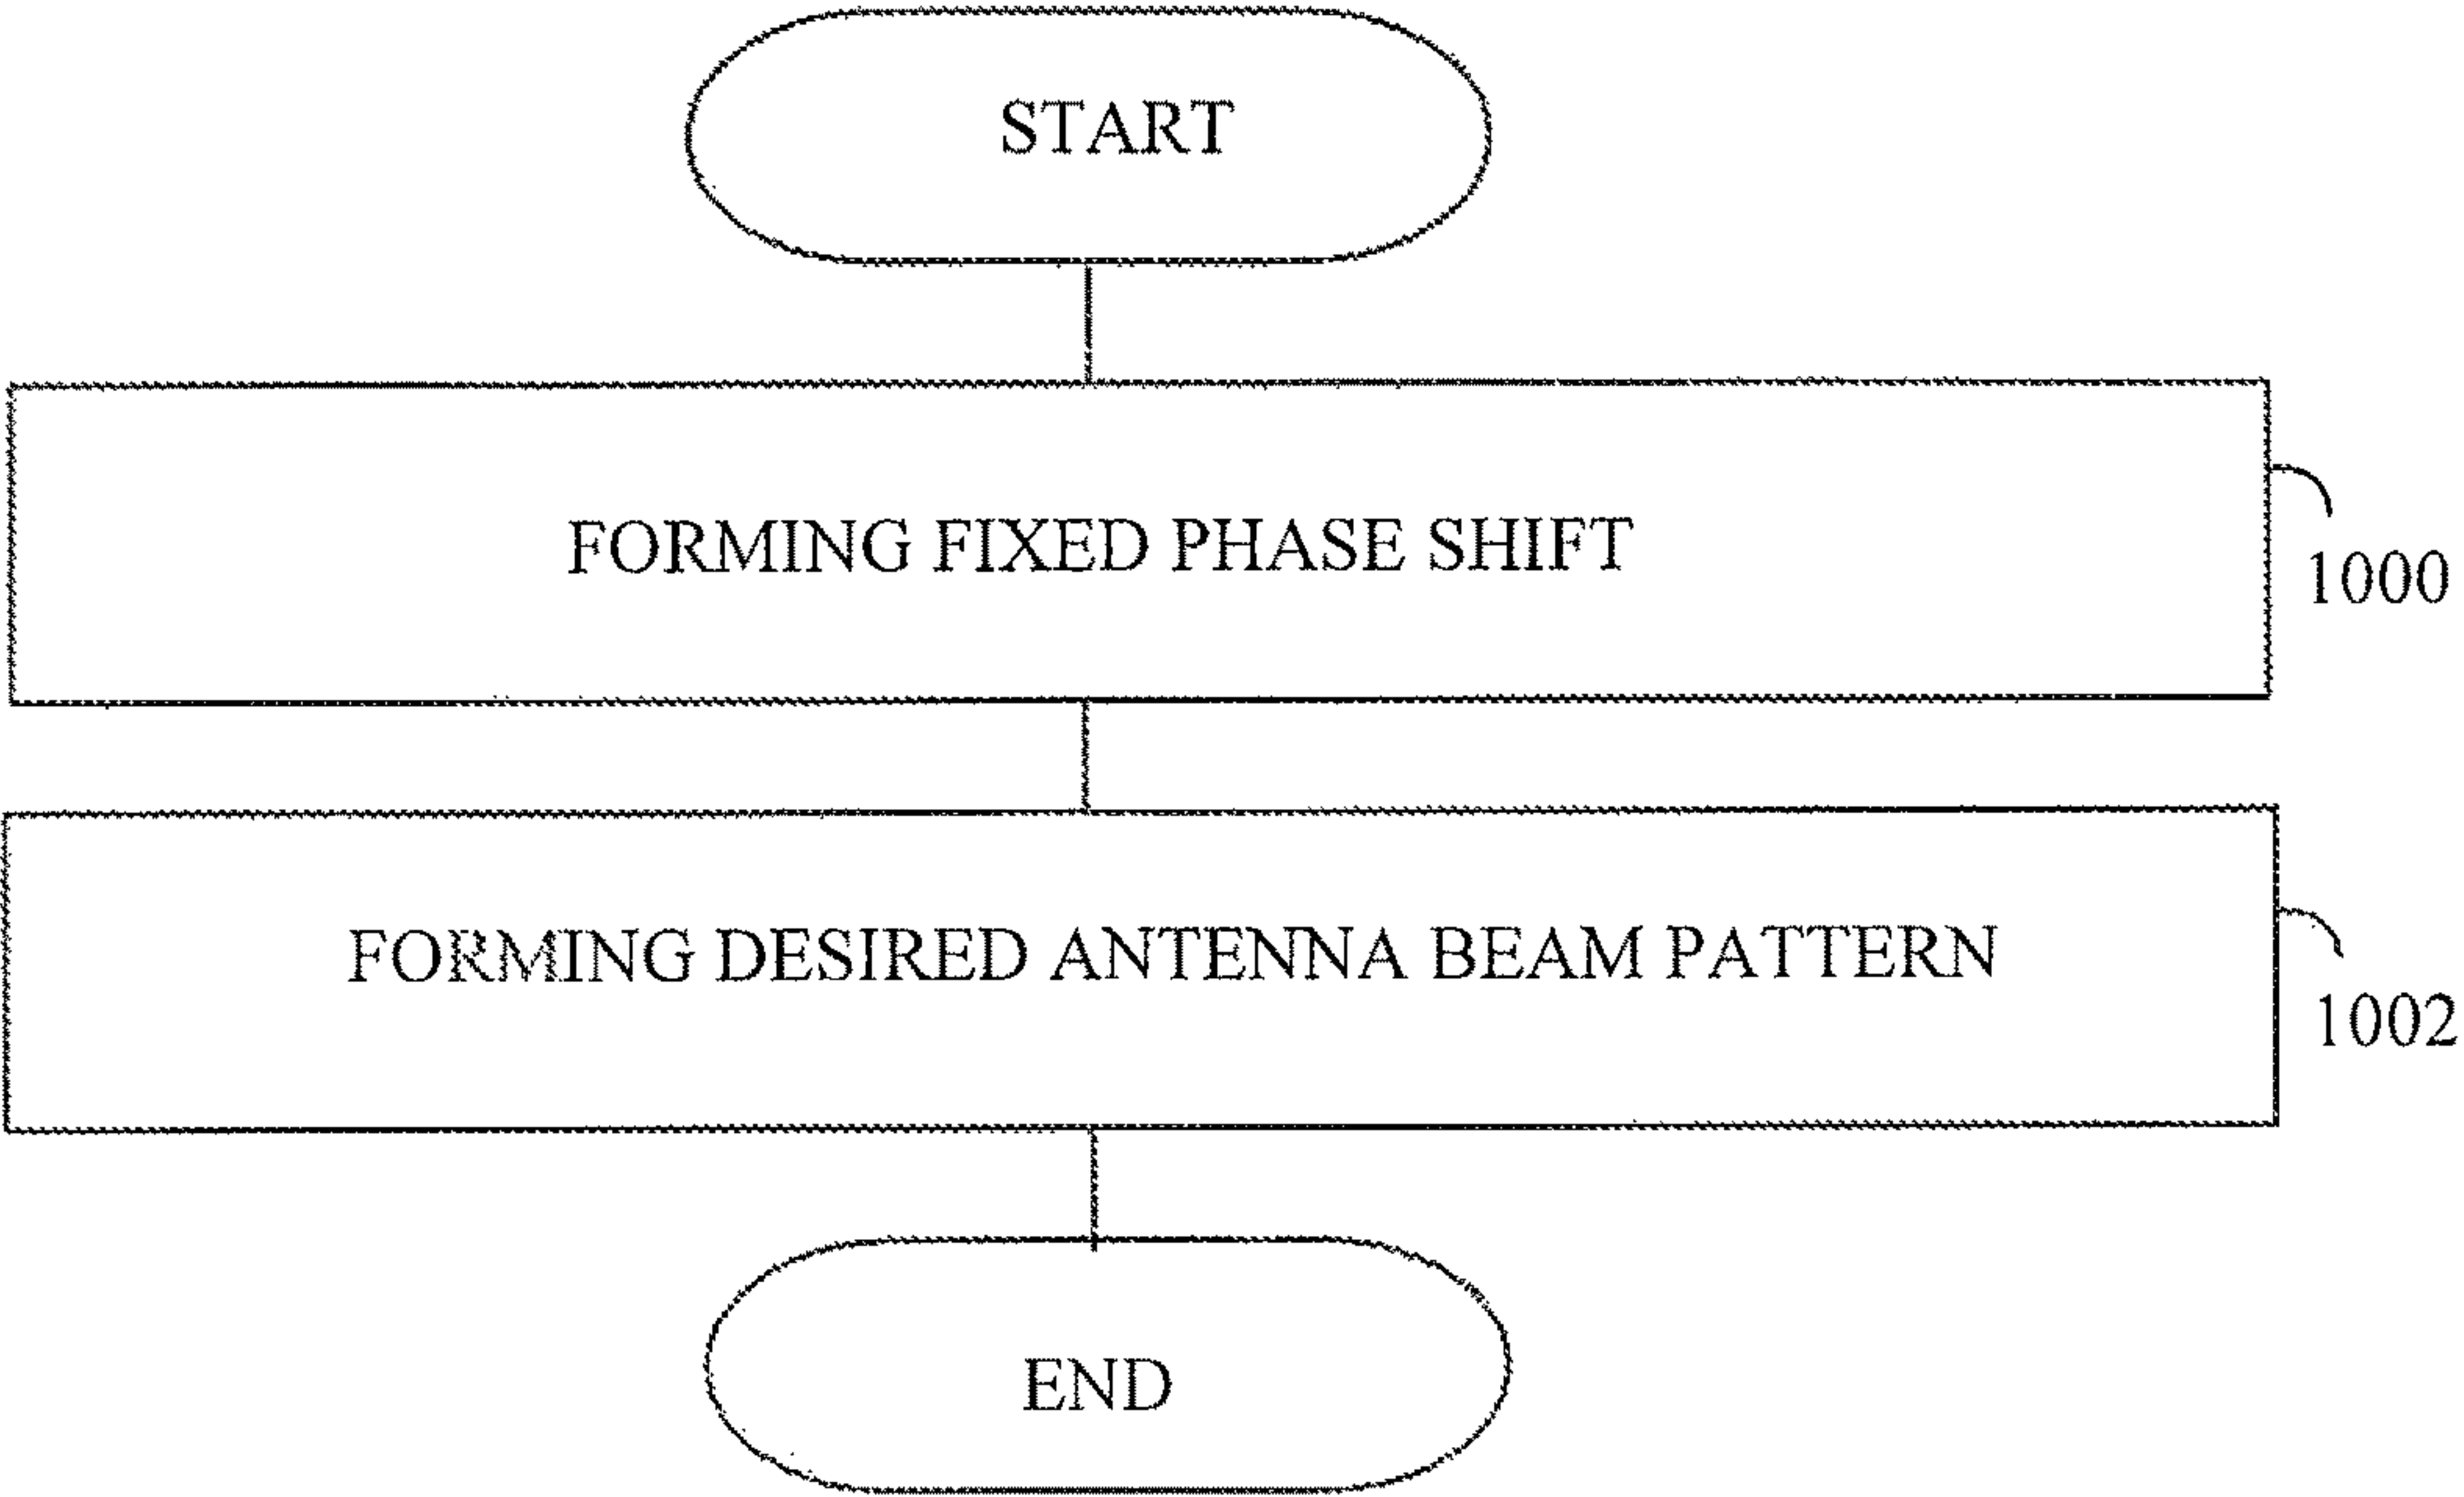 START
FORMING FIXED PHASE SHIFT
1000
FORMING DESIRED ANTENNA BEAM PATTERN
1002
END